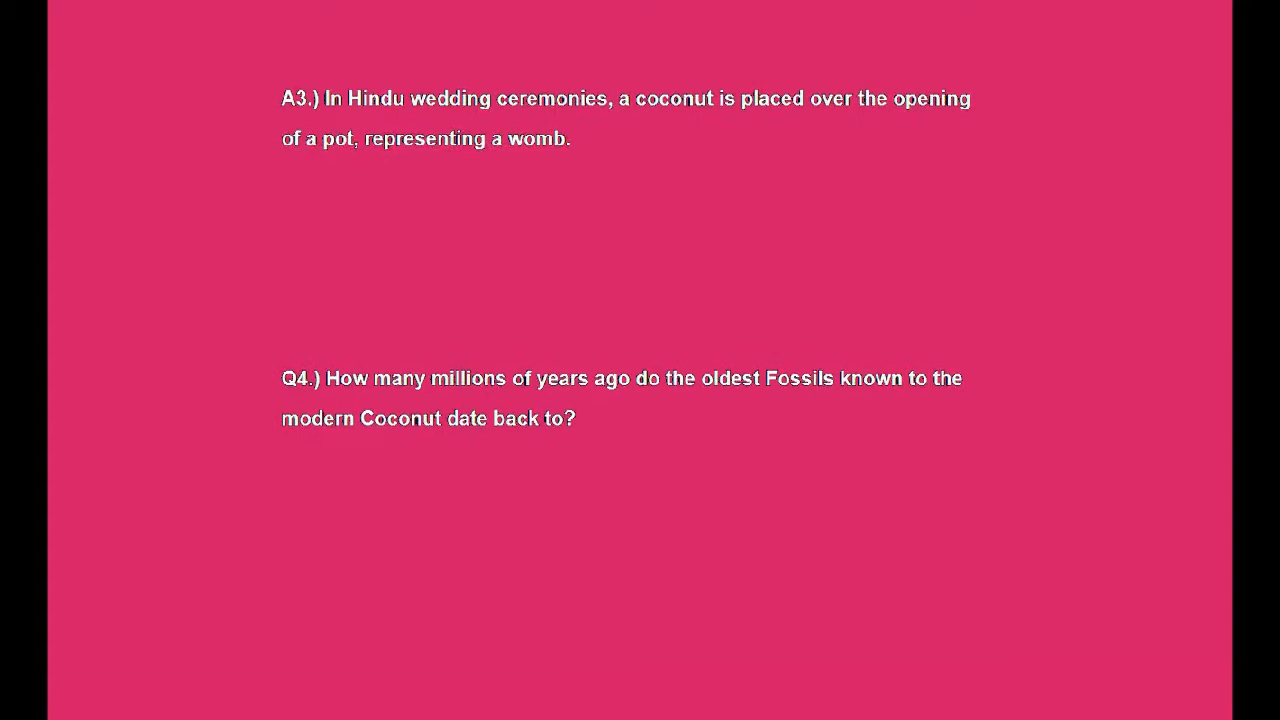 A3.) In Hindu wedding ceremonies, a coconut is placed over the opening
of a pot, representing a womb.
Q4.) How many millions of years ago do the oldest Fossils known to the
modern Coconut date back to?